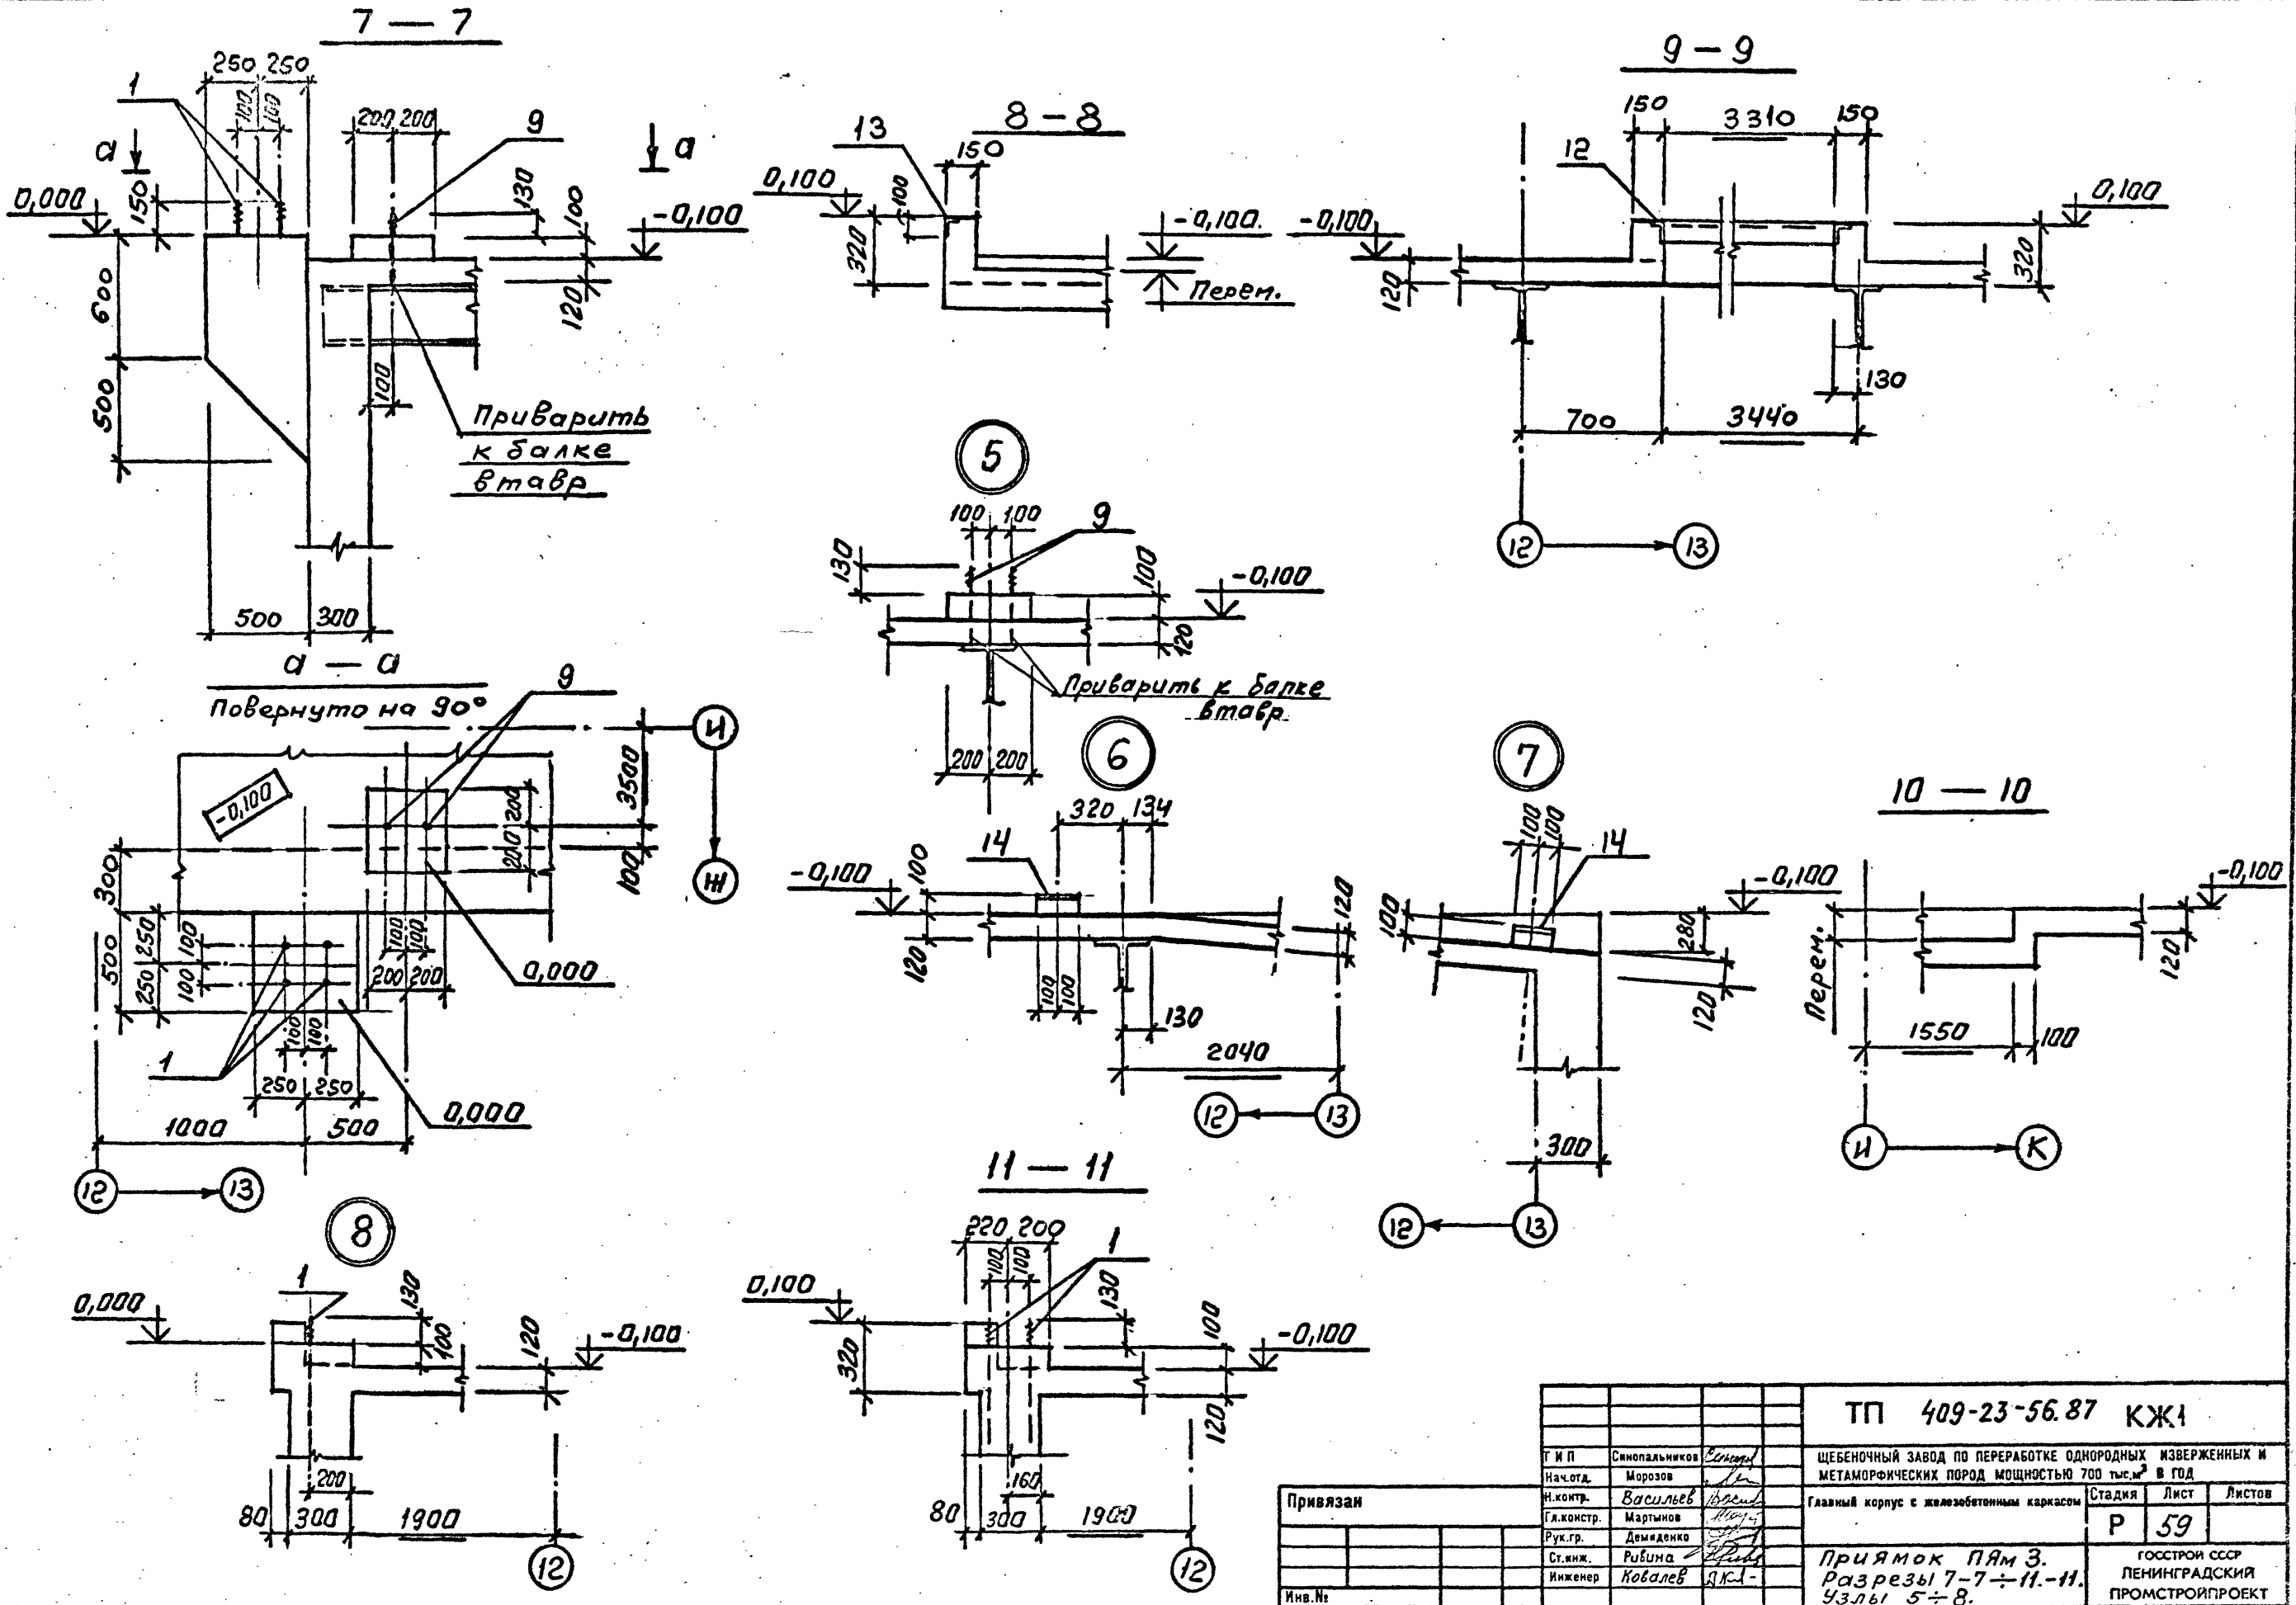 7 — 7
250 250
1
100 100
200 200
9
а а
0,000
150
130
100
-0,100
600
120
500
100
Приварить
к балке
втавр
500 300
8 — 8
13
150
0,100
100
320
-0,100.
Перем.
9 — 9
150 3310 150
12
0,100
-0,100
120
320
130
700 3440
12 13
5
100 100
9
130
100
-0,100
120
Приварить к балке
втавр.
200 200
а — а
Повернуто на 90°
9
И
-0,100
3500
200
200
100
Ж
300
500
250
250
100
100
100 100
200 200
0,000
100 100
1
250 250
0,000
1000 500
12 13
6
320 134
14
-0,100
100
120
120
100 100
130
2040
12 13
7
100 100
14
-0,100
100
280
120
300
12 13
10 — 10
-0,100
Перем.
120
1550 100
И К
8
1
0,000
130
100
120
-0,100
200
80 300 1900
12
11 — 11
220 200
1
100 100
0,100
130
100
-0,100
320
120
160
80 300 1900
12
ТП 409-23-56.87 КЖ1
ЩЕБЕНОЧНЫЙ ЗАВОД ПО ПЕРЕРАБОТКЕ ОДНОРОДНЫХ ИЗВЕРЖЕННЫХ И
МЕТАМОРФИЧЕСКИХ ПОРОД МОЩНОСТЬЮ 700 тыс.м³ В ГОД
Г И П Синопальников
Нач.отд. Морозов
Н.контр. Васильев
Гл.констр. Мартынов
Рук.гр. Демиденко
Ст.инж. Рибина
Инженер Ковалев
Главный корпус с железобетонным каркасом
Стадия Лист Листов
Р 59
Приямок ПЯм 3.
Разрезы 7-7÷11.-11.
Узлы 5÷8.
ГОССТРОЙ СССР
ЛЕНИНГРАДСКИЙ
ПРОМСТРОЙПРОЕКТ
Привязан
Инв.№